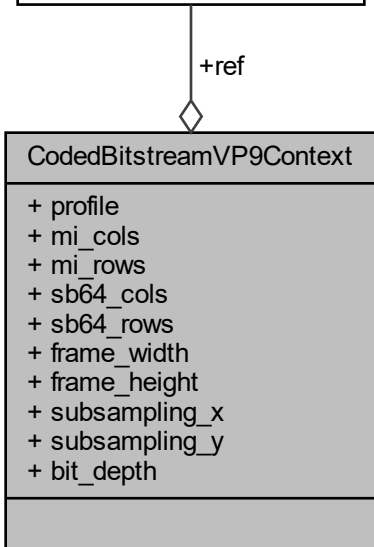 +ref
CodedBitstreamVP9Context
+ profile
+ mi_cols
+ mi_rows
+ sb64_cols
+ sb64_rows
+ frame_width
+ frame_height
+ subsampling_x
+ subsampling_y
+ bit_depth